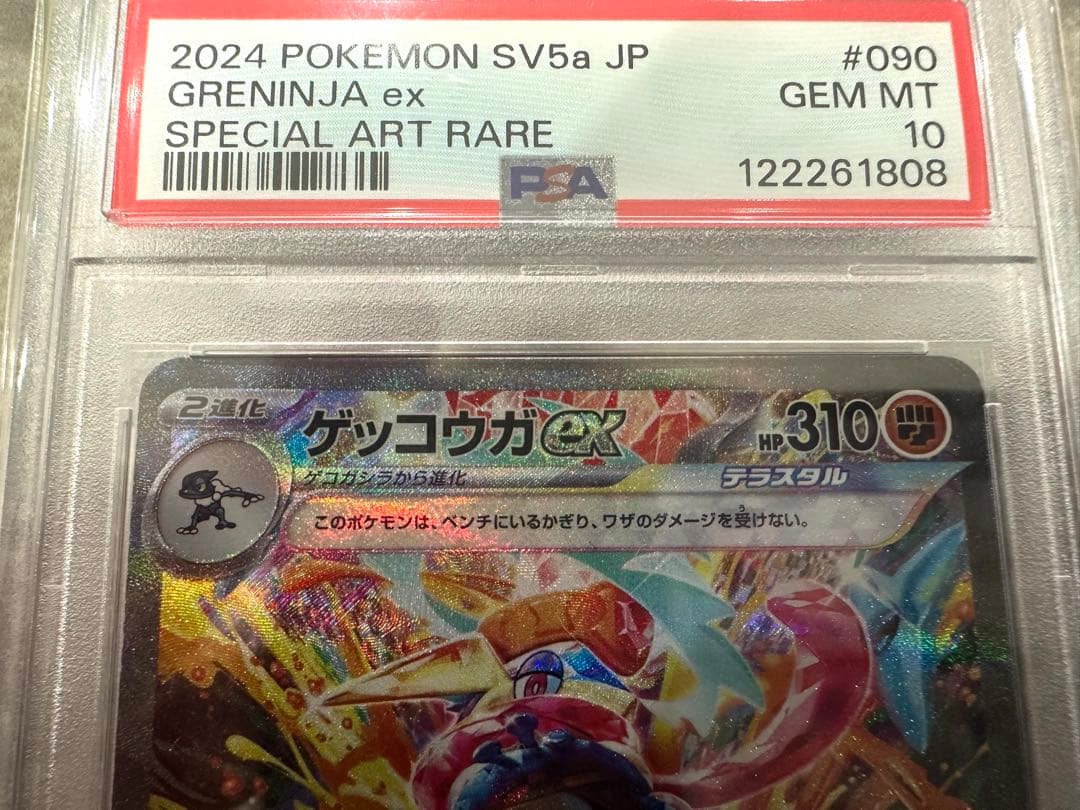 2024 POKEMON SV5a JP #090
GRENINJA ex GEM MT
SPECIAL ART RARE 10
PSA 122261808
2進化 ゲッコウガex HP310
ゲコガシラから進化 テラスタル
このポケモンは、ベンチにいるかぎり、ワザのダメージを受けない。